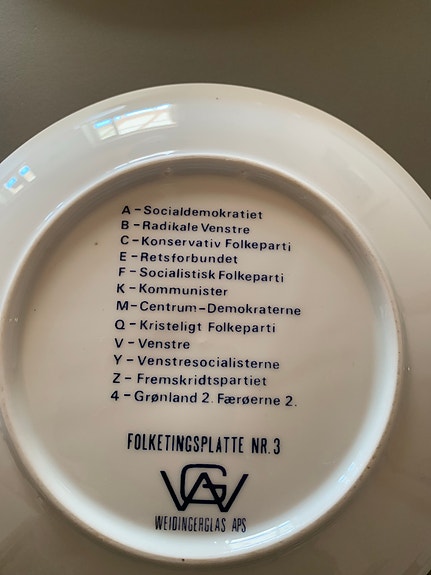 A - Socialdemokratiet
B - Radikale Venstre
C - Konservativ Folkeparti
E - Retsforbundet
F - Socialistisk Folkeparti
K - Kommunister
M - Centrum - Demokraterne
Q - Kristeligt Folkeparti
V - Venstre
Y - Venstresocialisterne
Z - Fremskridtspartiet
4 - Grønland 2. Færøerne 2.
FOLKETINGSPLATTE NR. 3
WG
WEIDINGERGLAS APS